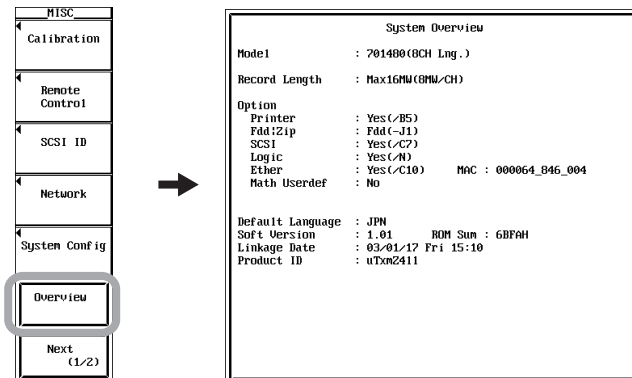 MISC
Calibration
Remote
Control
SCSI ID
Network
System Config
Overview
Next
(1/2)
System Overview
Model : 701480(8CH Lng.)
Record Length : Max16MW(8MW/CH)
Option
Printer : Yes(/B5)
Fdd:Zip : Fdd(-J1)
SCSI : Yes(/C7)
Logic : Yes(/N)
Ether : Yes(/C10) MAC : 000064_846_004
Math Userdef : No
Default Language : JPN
Soft Version : 1.01 ROM Sum : 6BFAH
Linkage Date : 03/01/17 Fri 15:10
Product ID : uTxmZ411